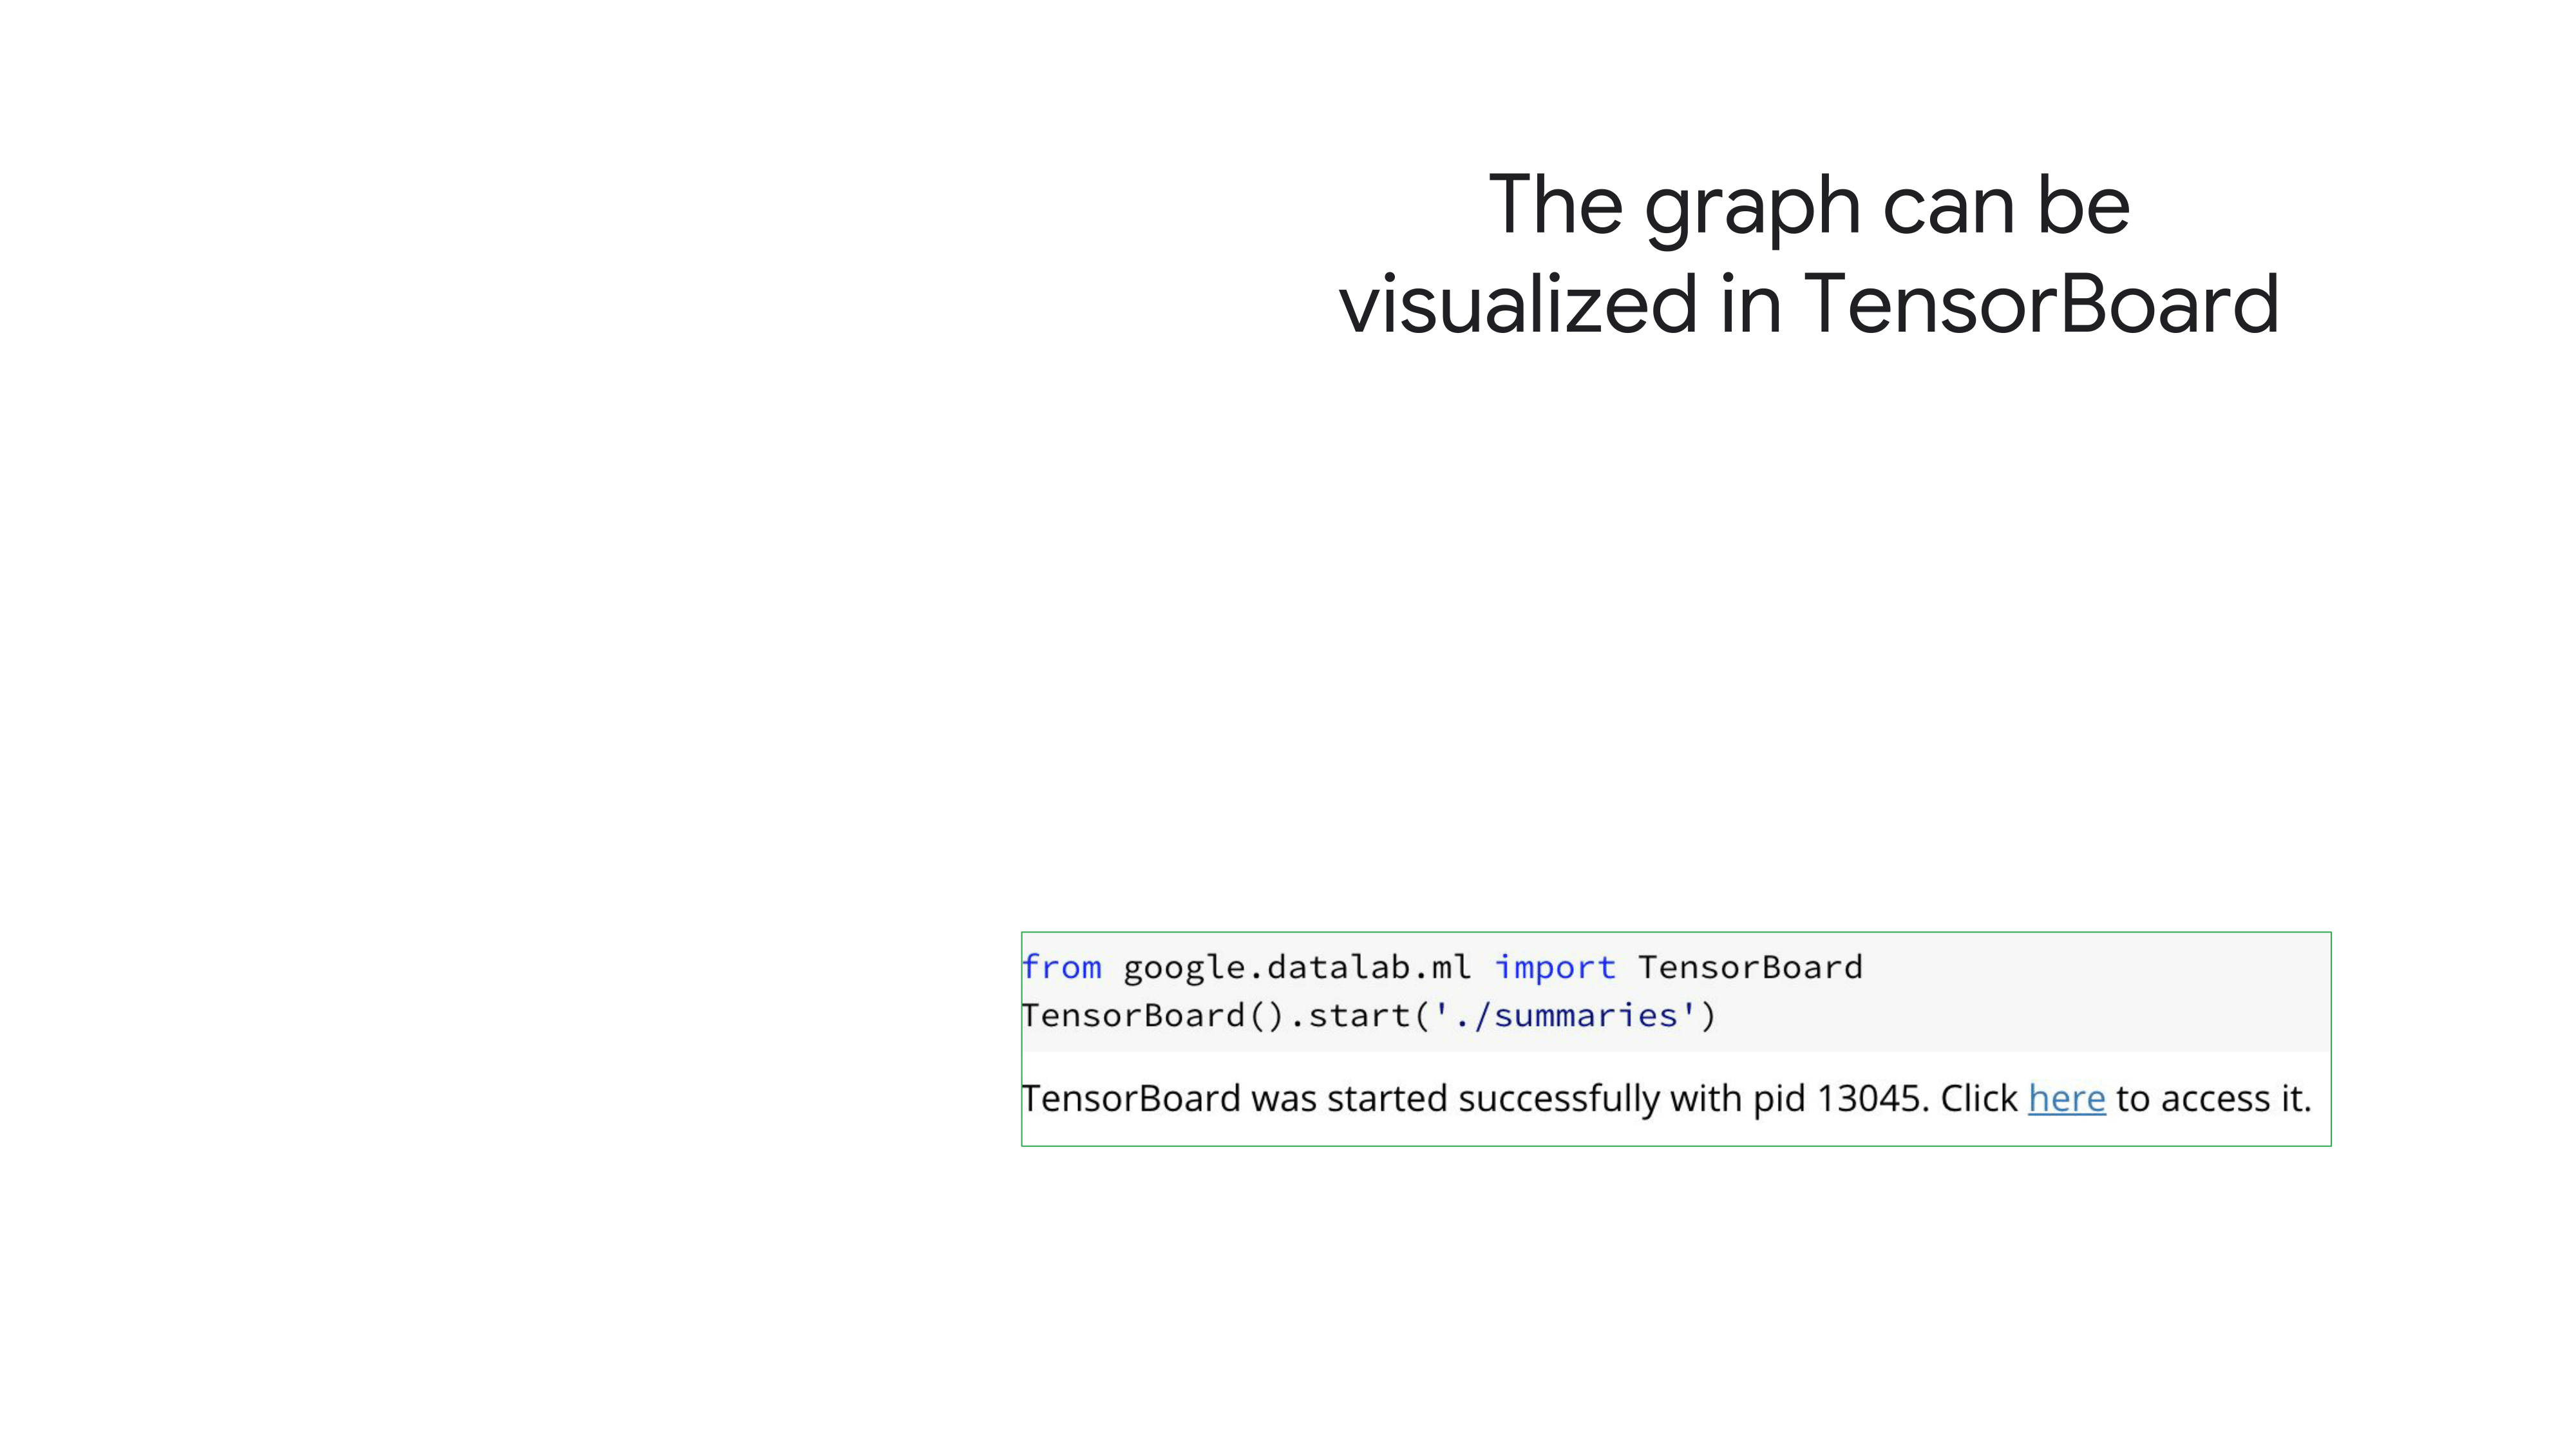 The graph can be
visualized in TensorBoard
from google.datalab.ml import TensorBoard
TensorBoard().start('./summaries')
TensorBoard was started successfully with pid 13045. Click here to access it.